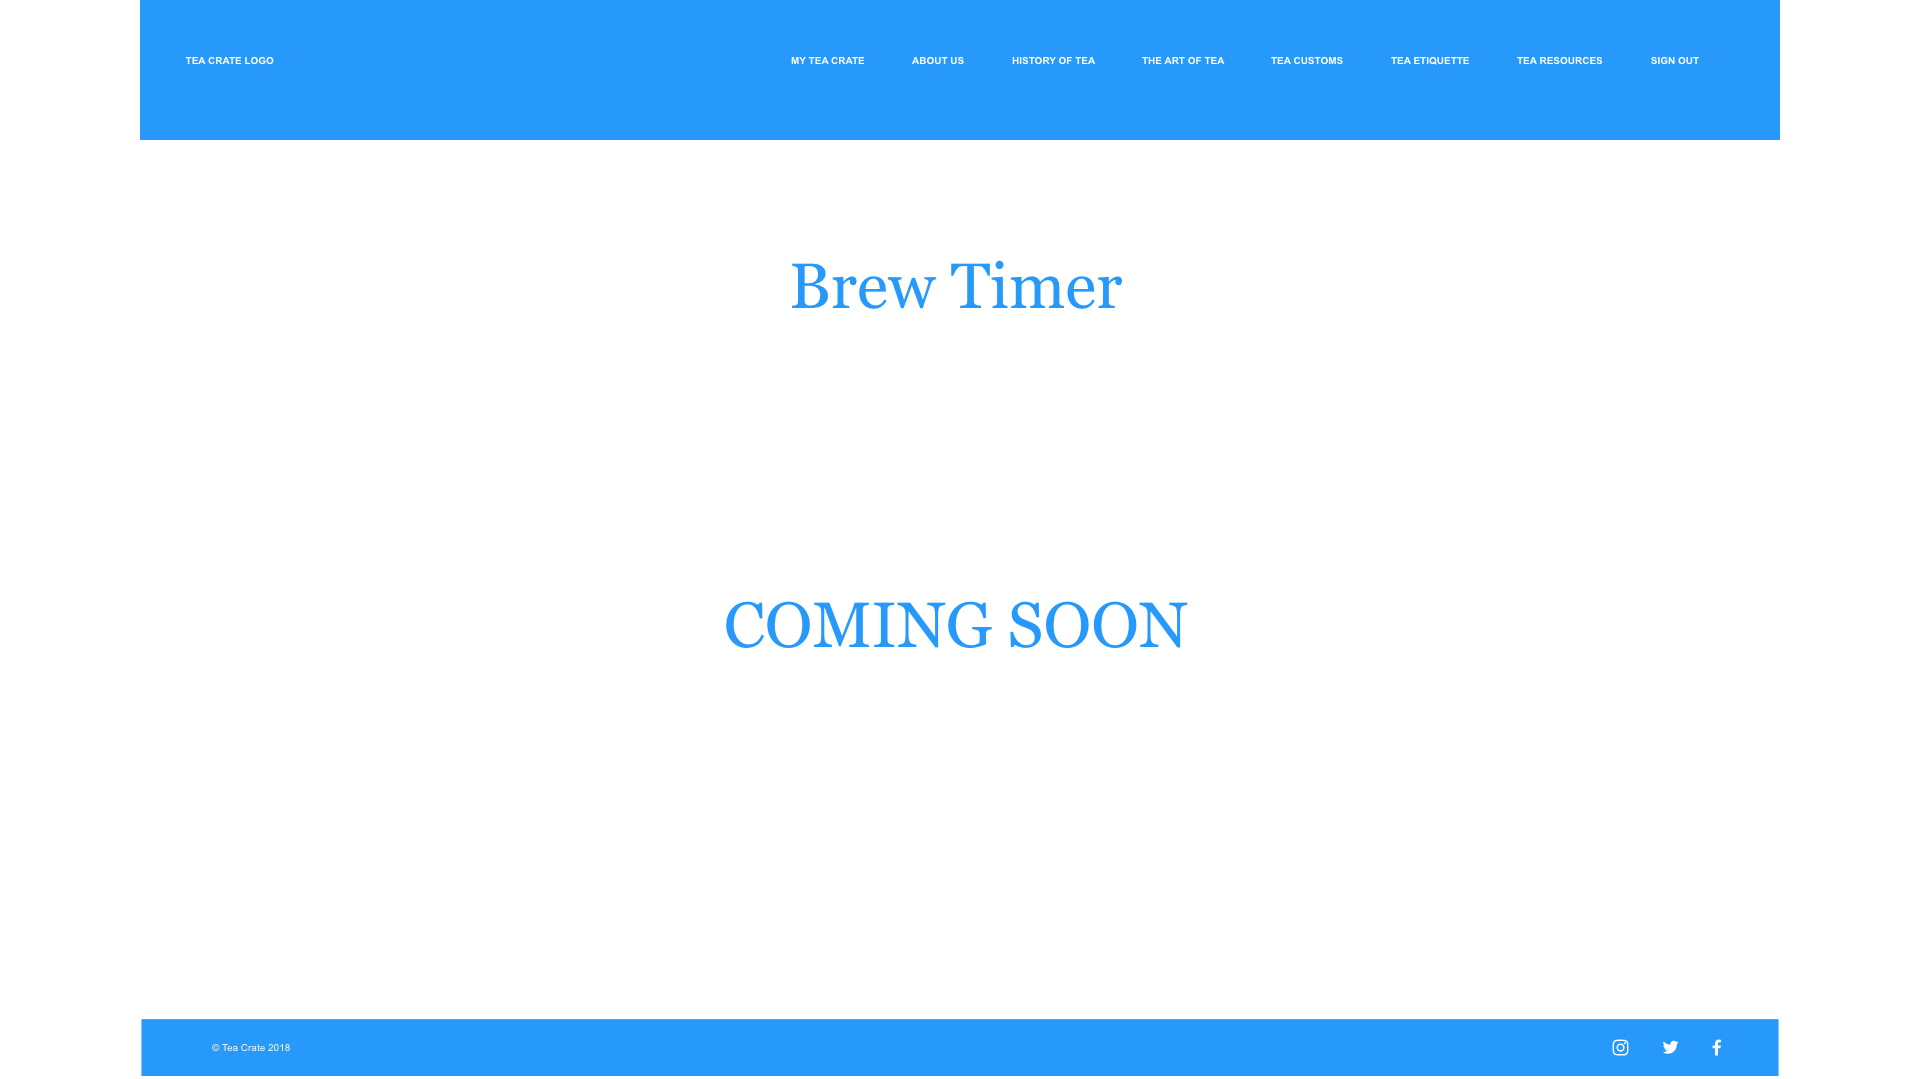 TEA CRATE LOGO MY TEA CRATE ABOUT US HISTORY OF TEA THE ART OF TEA TEA CUSTOMS TEA ETIQUETTE TEA RESOURCES SIGN OUT
Brew Timer
COMING SOON
© Tea Crate 2018